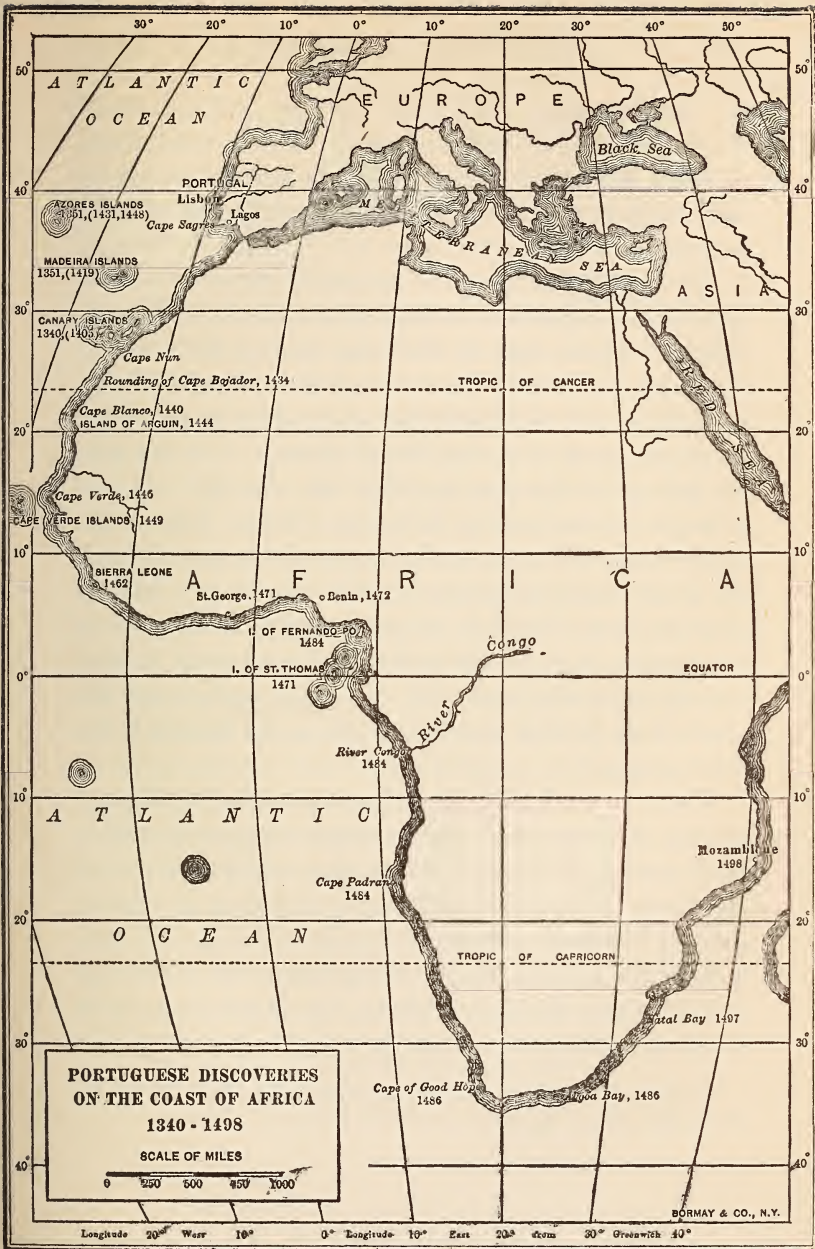 30° 20° 10° 0° 10° 20° 30° 40° 50°
50° 50°
ATLANTIC
OCEAN
EUROPE
Black Sea
40° 40°
PORTUGAL
Lisbon
Lagos
Cape Sagres
AZORES ISLANDS
1351,(1431,1448)
MEDITERRANEAN SEA
MADEIRA ISLANDS
1351,(1419)
ASIA
30° 30°
CANARY ISLANDS
1340,(1405)
Cape Nun
Rounding of Cape Bojador, 1434
TROPIC OF CANCER
RED SEA
Cape Blanco, 1440
ISLAND OF ARGUIN, 1444
20° 20°
Cape Verde, 1446
CAPE VERDE ISLANDS, 1449
10° 10°
SIERRA LEONE
1462
AFRICA
St. George. 1471
Benin, 1472
I. OF FERNANDO PO
1484
River Congo
I. OF ST. THOMAS
1471
EQUATOR
0° 0°
River Congo
1484
10° 10°
ATLANTIC
OCEAN
Mozambique
1498
Cape Padran
1484
20° 20°
TROPIC OF CAPRICORN
Natal Bay 1497
30° 30°
Cape of Good Hope
1486
Algoa Bay, 1486
PORTUGUESE DISCOVERIES
ON THE COAST OF AFRICA
1340 - 1498
SCALE OF MILES
0 250 500 750 1000
40° 40°
BORMAY & CO., N.Y.
Longitude 20° West 10° 0° Longitude 10° East 20° from 30° Greenwich 40°